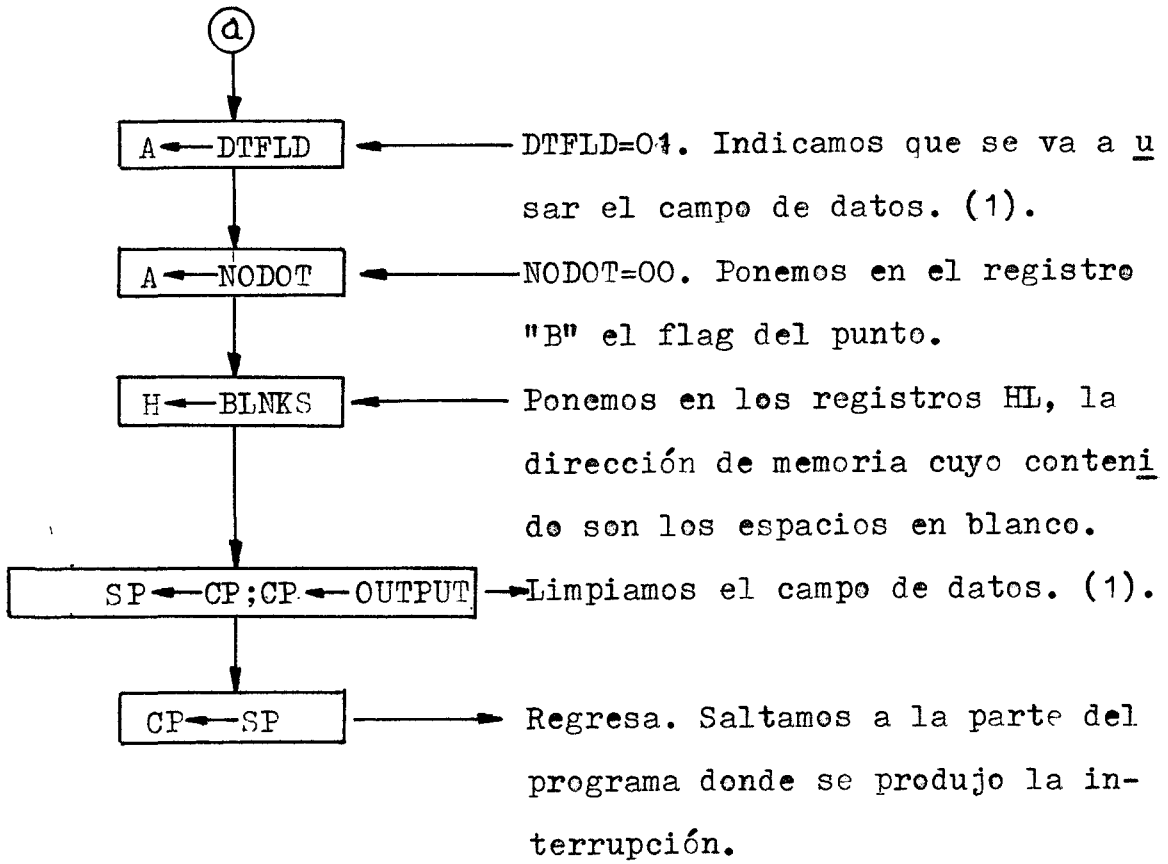 a
A←DTFLD
DTFLD=01. Indicamos que se va a u
sar el campo de datos. (1).
A←NODOT
NODOT=00. Ponemos en el registro
"B" el flag del punto.
H←BLNKS
Ponemos en los registros HL, la
dirección de memoria cuyo conteni
do son los espacios en blanco.
SP←CP;CP←OUTPUT
Limpiamos el campo de datos. (1).
CP←SP
Regresa. Saltamos a la parte del
programa donde se produjo la in-
terrupción.